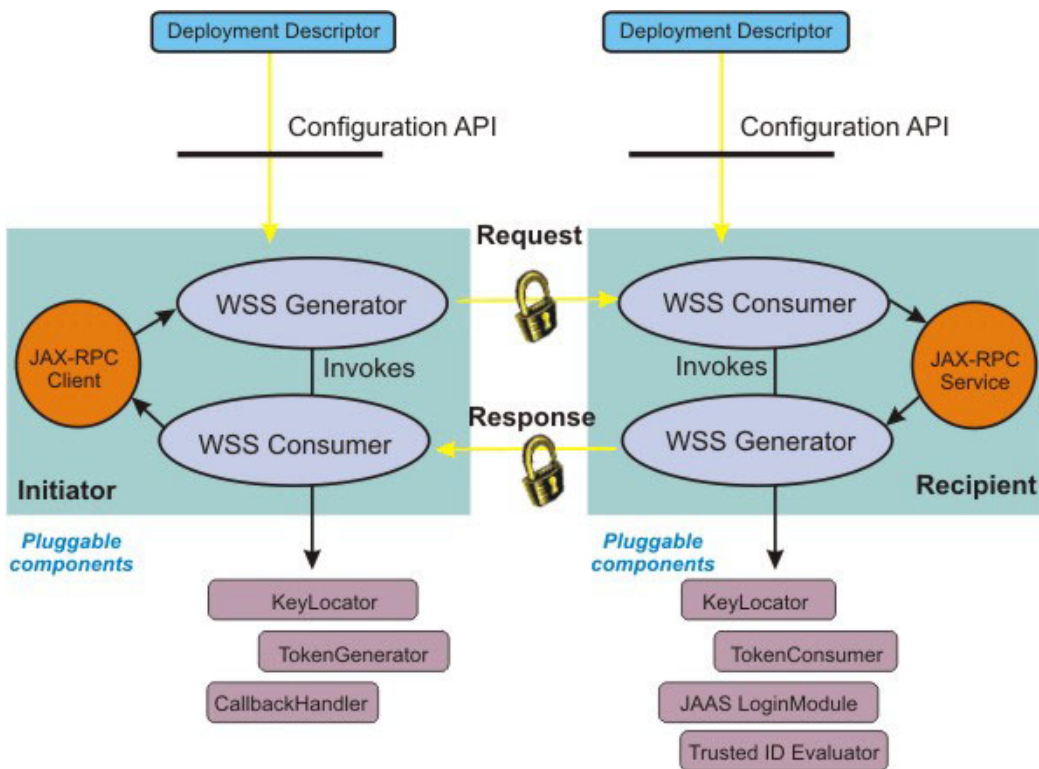 Deployment Descriptor
Deployment Descriptor
Configuration API
Configuration API
Request
WSS Generator
WSS Consumer
JAX-RPC
Client
Invokes
Invokes
JAX-RPC
Service
Response
WSS Consumer
WSS Generator
Initiator
Recipient
Pluggable
components
Pluggable
components
KeyLocator
TokenGenerator
CallbackHandler
KeyLocator
TokenConsumer
JAAS LoginModule
Trusted ID Evaluator